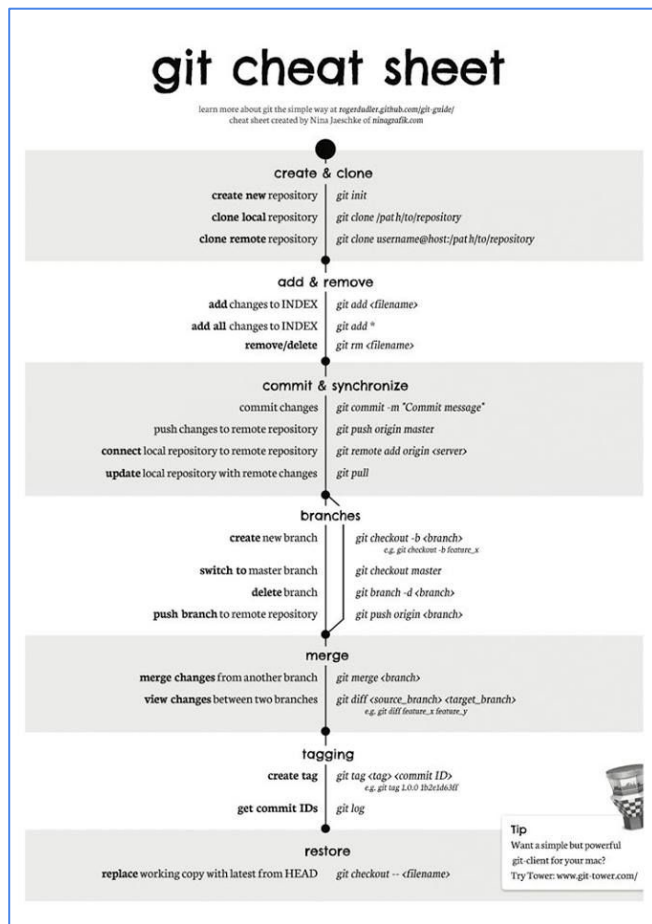 git cheat sheet
learn more about git the simple way at rogerdudler.github.com/git-guide/
cheat sheet created by Nina Jaeschke of ninagrafik.com
create & clone
create new repository git init
clone local repository git clone /path/to/repository
clone remote repository git clone username@host:/path/to/repository
add & remove
add changes to INDEX git add <filename>
add all changes to INDEX git add *
remove/delete git rm <filename>
commit & synchronize
commit changes git commit -m "Commit message"
push changes to remote repository git push origin master
connect local repository to remote repository git remote add origin <server>
update local repository with remote changes git pull
branches
create new branch git checkout -b <branch>
e.g. git checkout -b feature_x
switch to master branch git checkout master
delete branch git branch -d <branch>
push branch to remote repository git push origin <branch>
merge
merge changes from another branch git merge <branch>
view changes between two branches git diff <source_branch> <target_branch>
e.g. git diff feature_x feature_y
tagging
create tag git tag <tag> <commit ID>
e.g. git tag 1.0.0 1b2e1d63ff
get commit IDs git log
restore
replace working copy with latest from HEAD git checkout -- <filename>
Tip
Want a simple but powerful
git-client for your mac?
Try Tower: www.git-tower.com/